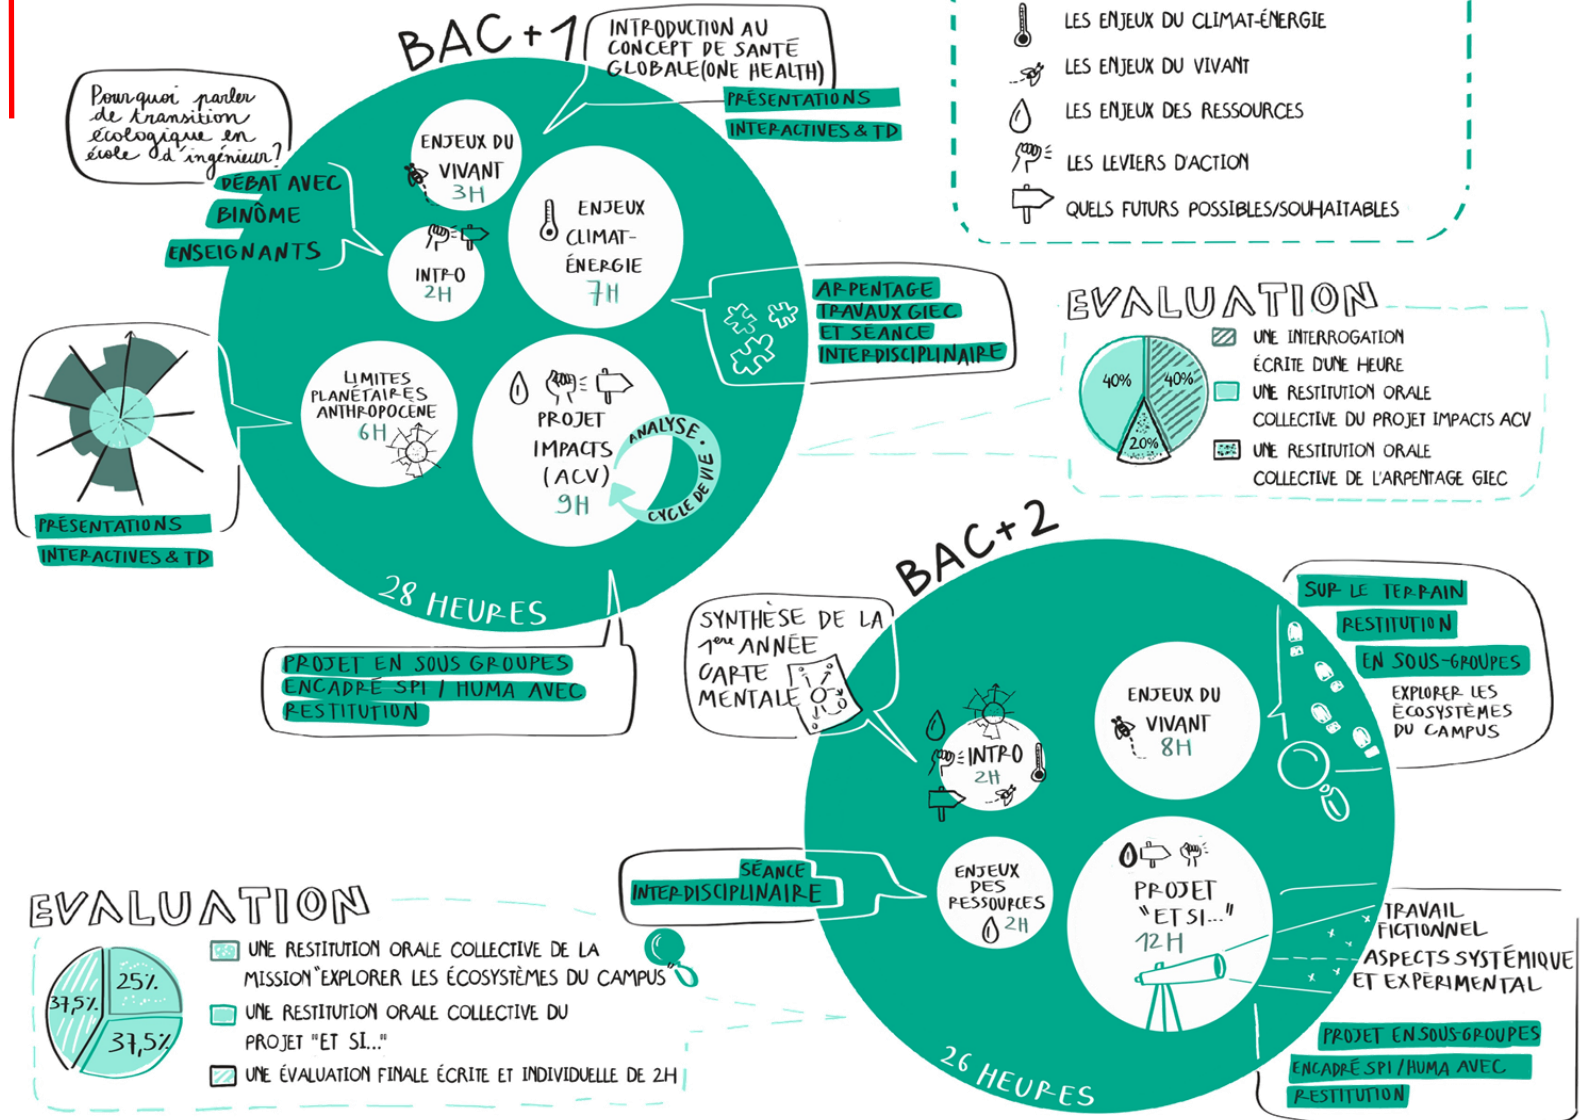 BAC+1
INTRODUCTION AU
CONCEPT DE SANTÉ
GLOBALE(ONE HEALTH)
PRÉSENTATIONS
INTERACTIVES & TD
Pourquoi parler
de transition
écologique en
école d'ingénieur?
DÉBAT AVEC
BINÔME
ENSEIGNANTS
ENJEUX DU
VIVANT
3H
INTRO
2H
ENJEUX
CLIMAT-
ÉNERGIE
7H
ARPENTAGE
TRAVAUX GIEC
ET SÉANCE
INTERDISCIPLINAIRE
LIMITES
PLANÉTAIRES
ANTHROPOCENE
6H
PRÉSENTATIONS
INTERACTIVES & TD
PROJET
IMPACTS
(ACV)
9H
ANALYSE.
CYCLE DE VIE
28 HEURES
PROJET EN SOUS GROUPES
ENCADRÉ SPI / HUMA AVEC
RESTITUTION
LES ENJEUX DU CLIMAT-ÉNERGIE
LES ENJEUX DU VIVANT
LES ENJEUX DES RESSOURCES
LES LEVIERS D'ACTION
QUELS FUTURS POSSIBLES/SOUHAITABLES
EVALUATION
40%
40%
20%
UNE INTERROGATION
ÉCRITE D'UNE HEURE
UNE RESTITUTION ORALE
COLLECTIVE DU PROJET IMPACTS ACV
UNE RESTITUTION ORALE
COLLECTIVE DE L'ARPENTAGE GIEC
BAC+2
SYNTHÈSE DE LA
1ere ANNÉE
CARTE
MENTALE
INTRO
2H
ENJEUX DU
VIVANT
8H
SUR LE TERRAIN
RESTITUTION
EN SOUS-GROUPES
EXPLORER LES
ÉCOSYSTÈMES
DU CAMPUS
SÉANCE
INTERDISCIPLINAIRE
ENJEUX
DES
RESSOURCES
2H
PROJET
"ET SI..."
12H
TRAVAIL
FICTIONNEL
ASPECTS SYSTÉMIQUE
ET EXPÉRIMENTAL
PROJET EN SOUS-GROUPES
ENCADRÉ SPI / HUMA AVEC
RESTITUTION
26 HEURES
EVALUATION
37,5%
25%
37,5%
UNE RESTITUTION ORALE COLLECTIVE DE LA
MISSION "EXPLORER LES ÉCOSYSTÈMES DU CAMPUS"
UNE RESTITUTION ORALE COLLECTIVE DU
PROJET "ET SI..."
UNE ÉVALUATION FINALE ÉCRITE ET INDIVIDUELLE DE 2H